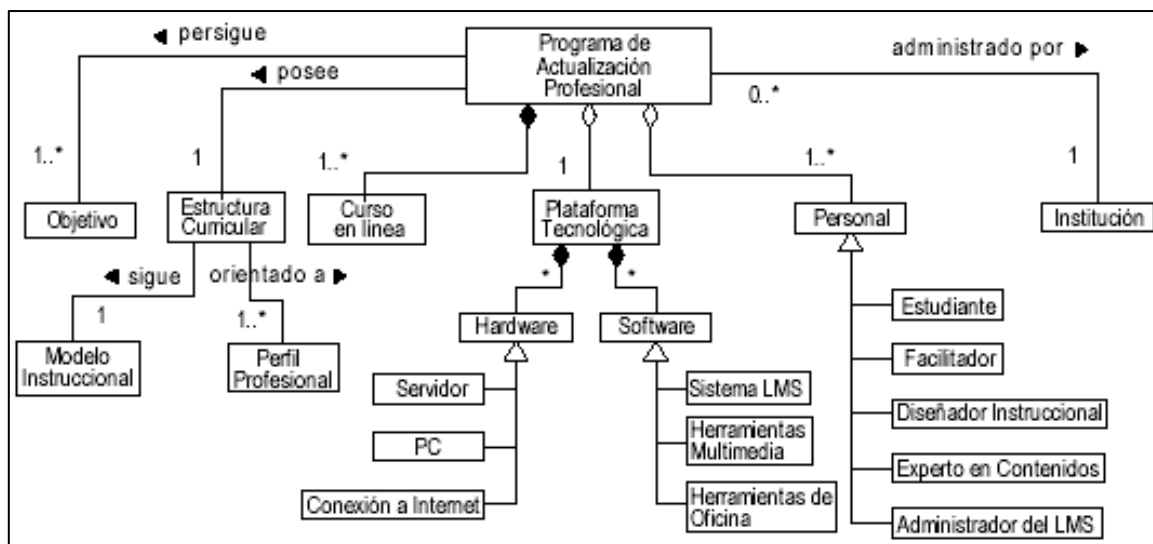 ◄ persigue
◄ posee
Programa de
Actualización
Profesional
administrado por ►
0..*
1..*
1
1..*
1
1..*
1
Objetivo
Estructura
Curricular
Curso
en línea
Plataforma
Tecnológica
Personal
Institución
◄ sigue
orientado a ►
*
*
1
1..*
Hardware
Software
Modelo
Instruccional
Perfil
Profesional
Servidor
PC
Conexión a Internet
Sistema LMS
Herramientas
Multimedia
Herramientas de
Oficina
Estudiante
Facilitador
Diseñador Instruccional
Experto en Contenidos
Administrador del LMS